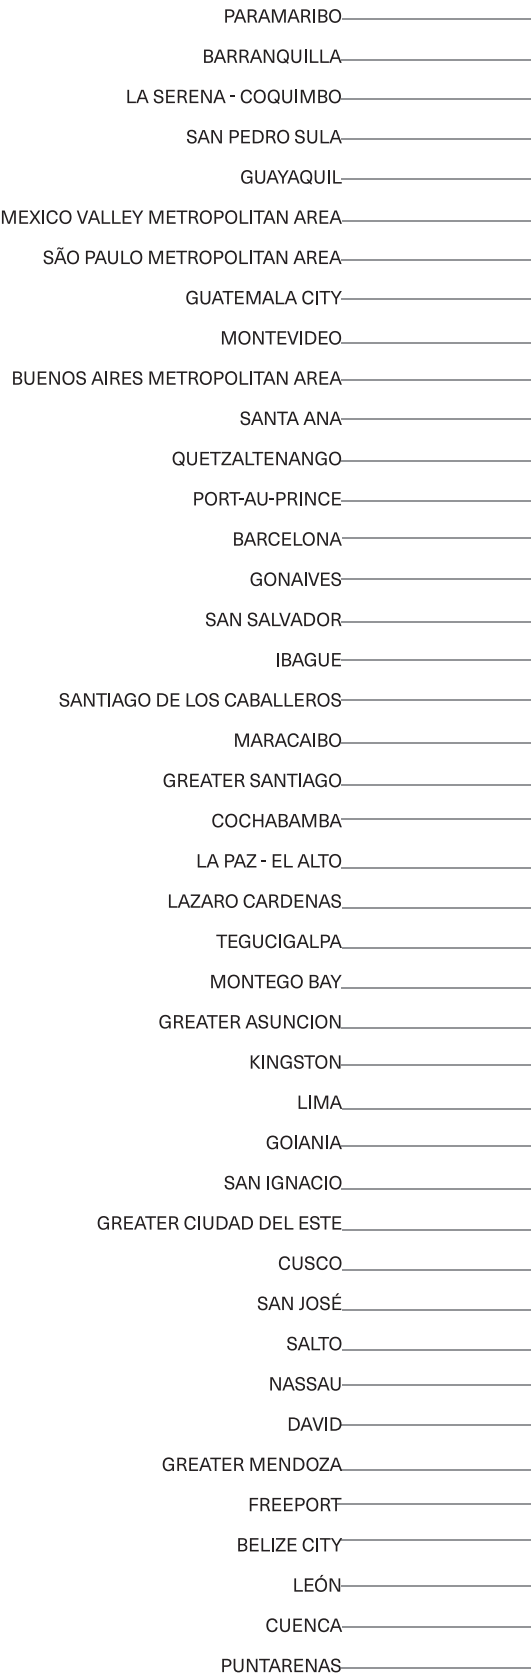 PARAMARIBO
BARRANQUILLA
LA SERENA - COQUIMBO
SAN PEDRO SULA
GUAYAQUIL
MEXICO VALLEY METROPOLITAN AREA
SÃO PAULO METROPOLITAN AREA
GUATEMALA CITY
MONTEVIDEO
BUENOS AIRES METROPOLITAN AREA
SANTA ANA
QUETZALTENANGO
PORT-AU-PRINCE
BARCELONA
GONAIVES
SAN SALVADOR
IBAGUE
SANTIAGO DE LOS CABALLEROS
MARACAIBO
GREATER SANTIAGO
COCHABAMBA
LA PAZ - EL ALTO
LAZARO CARDENAS
TEGUCIGALPA
MONTEGO BAY
GREATER ASUNCION
KINGSTON
LIMA
GOIANIA
SAN IGNACIO
GREATER CIUDAD DEL ESTE
CUSCO
SAN JOSÉ
SALTO
NASSAU
DAVID
GREATER MENDOZA
FREEPORT
BELIZE CITY
LEÓN
CUENCA
PUNTARENAS